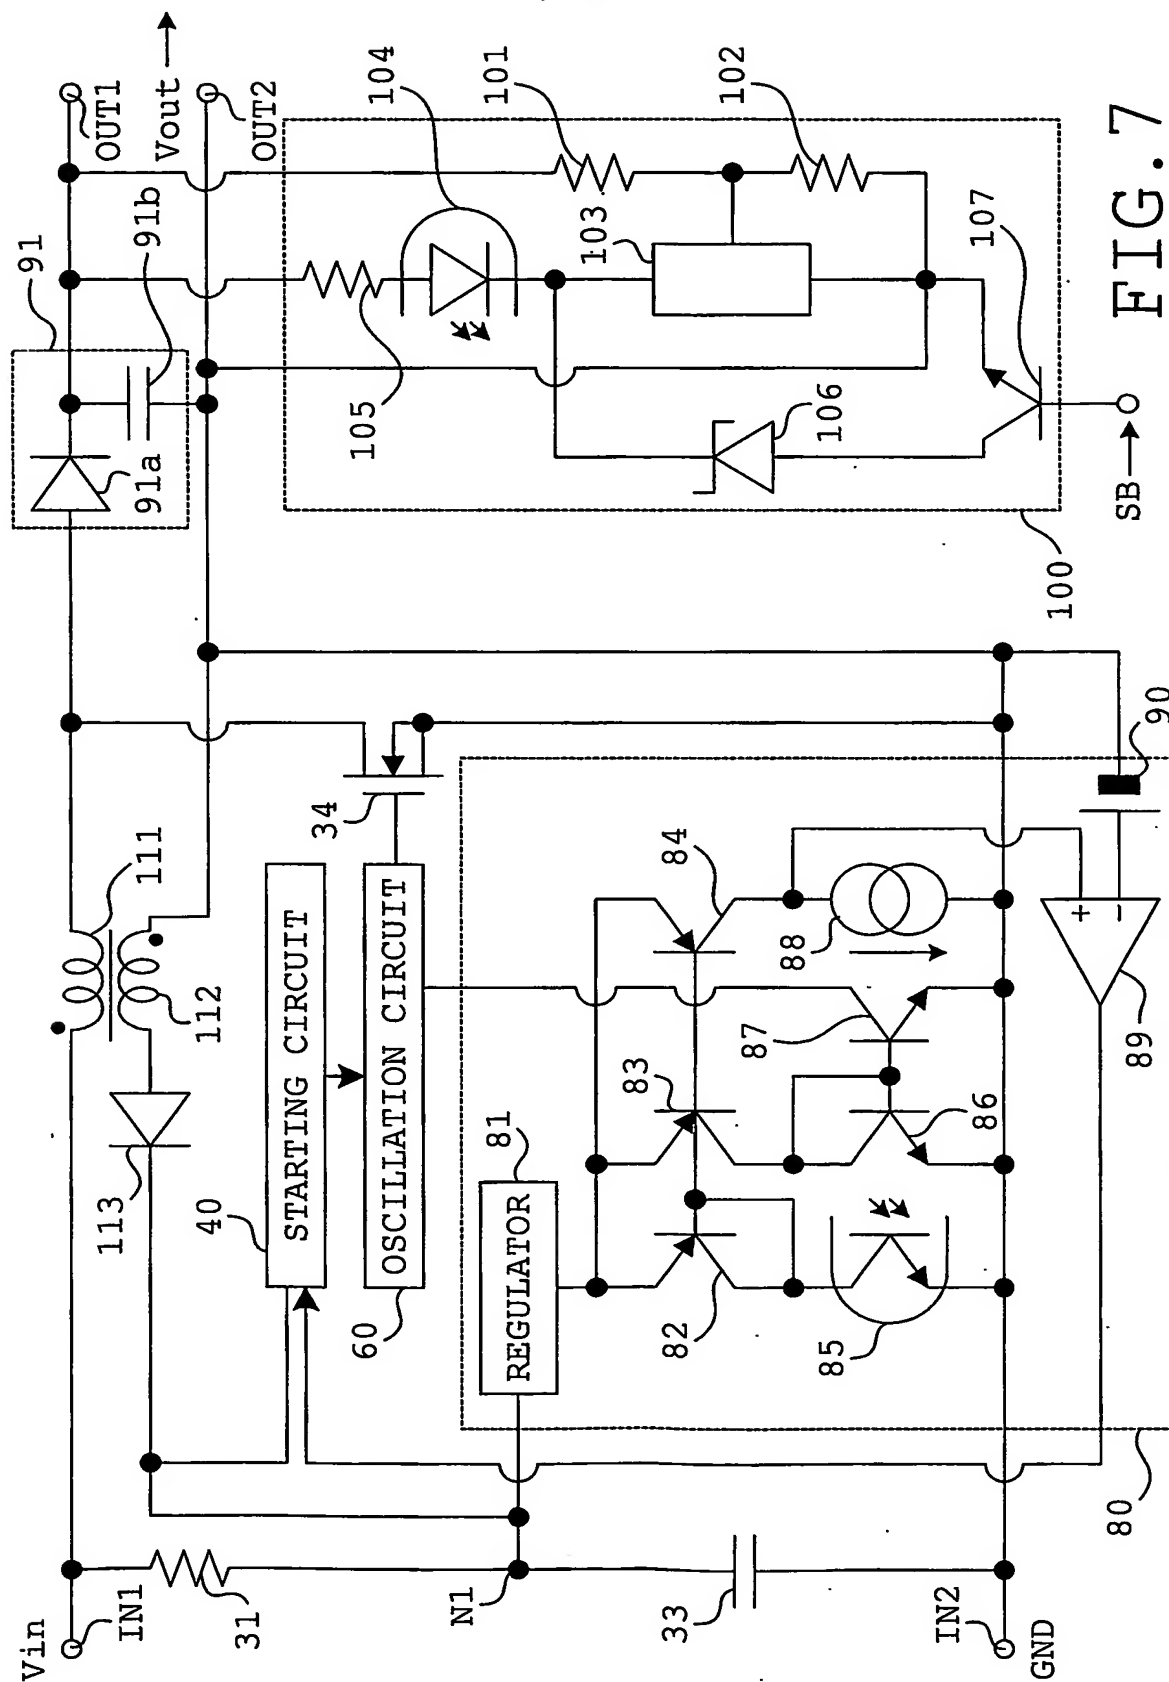 FIG.7
Vin
IN1
31
N1
33
IN2
GND
113
112
111
40
STARTING CIRCUIT
60
OSCILLATION CIRCUIT
34
81
REGULATOR
82
83
84
85
86
87
88
89
+
-
90
80
91
91a
91b
OUT1
Vout
OUT2
104
101
102
103
105
106
107
100
SB